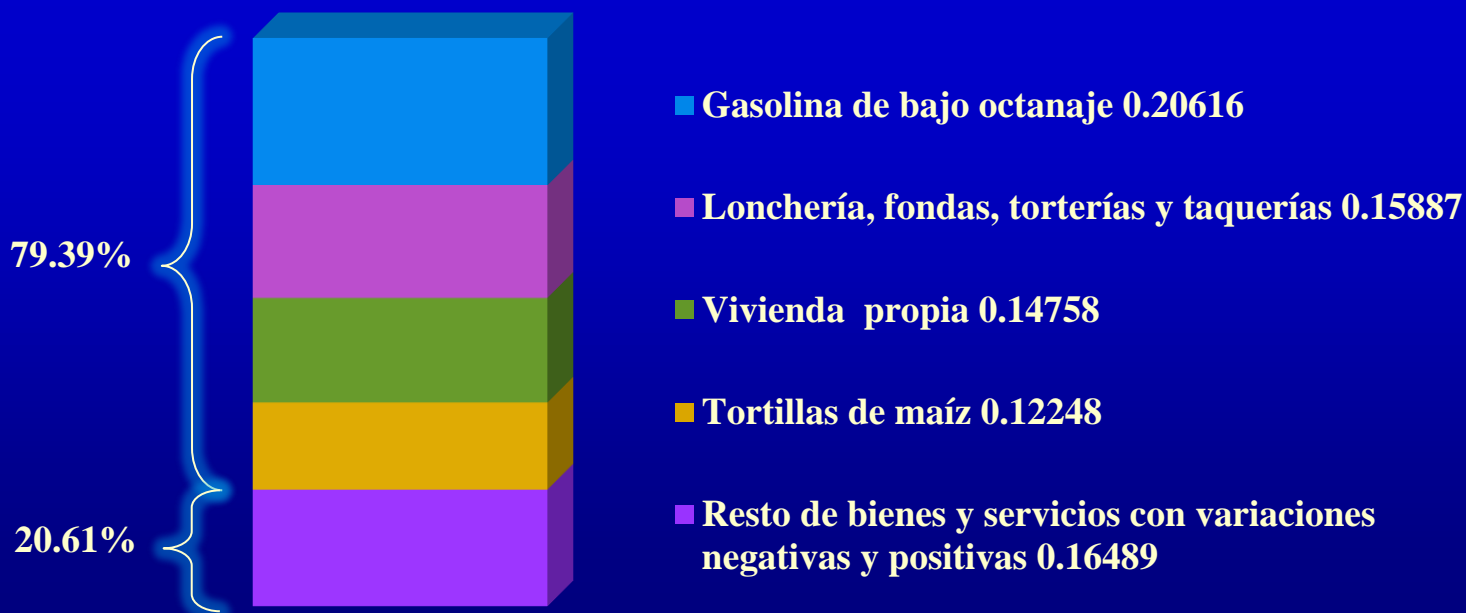 Gasolina de bajo octanaje 0.20616
Lonchería, fondas, torterías y taquerías 0.15887
79.39%
Vivienda propia 0.14758
Tortillas de maíz 0.12248
20.61%
Resto de bienes y servicios con variaciones
negativas y positivas 0.16489